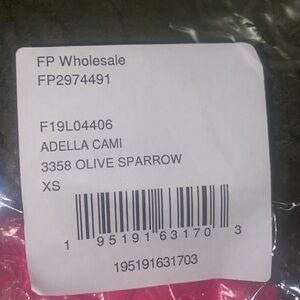 FP Wholesale
FP2974491
F19L04406
ADELLA CAMI
3358 OLIVE SPARROW
XS
1 95191 63170 3
195191631703